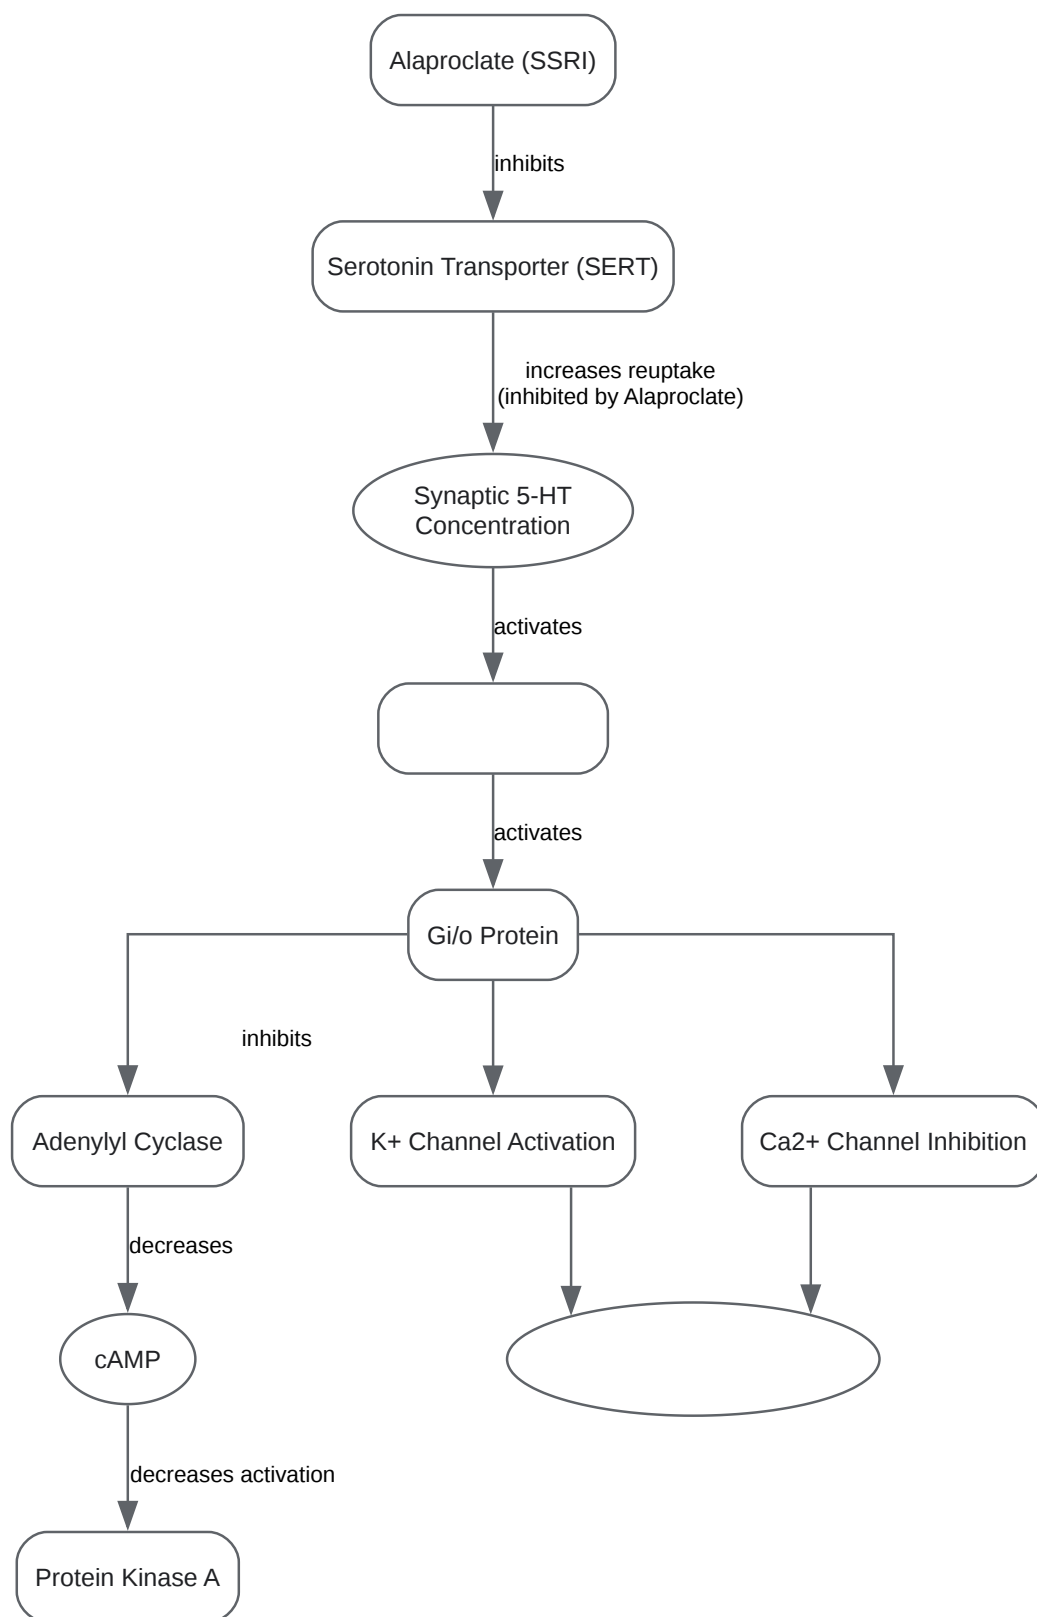 Alaproclate (SSRI)
inhibits
Serotonin Transporter (SERT)
increases reuptake
(inhibited by Alaproclate)
Synaptic 5-HT
Concentration
activates
activates
Gi/o Protein
inhibits
Adenylyl Cyclase
K+ Channel Activation
Ca2+ Channel Inhibition
decreases
cAMP
decreases activation
Protein Kinase A